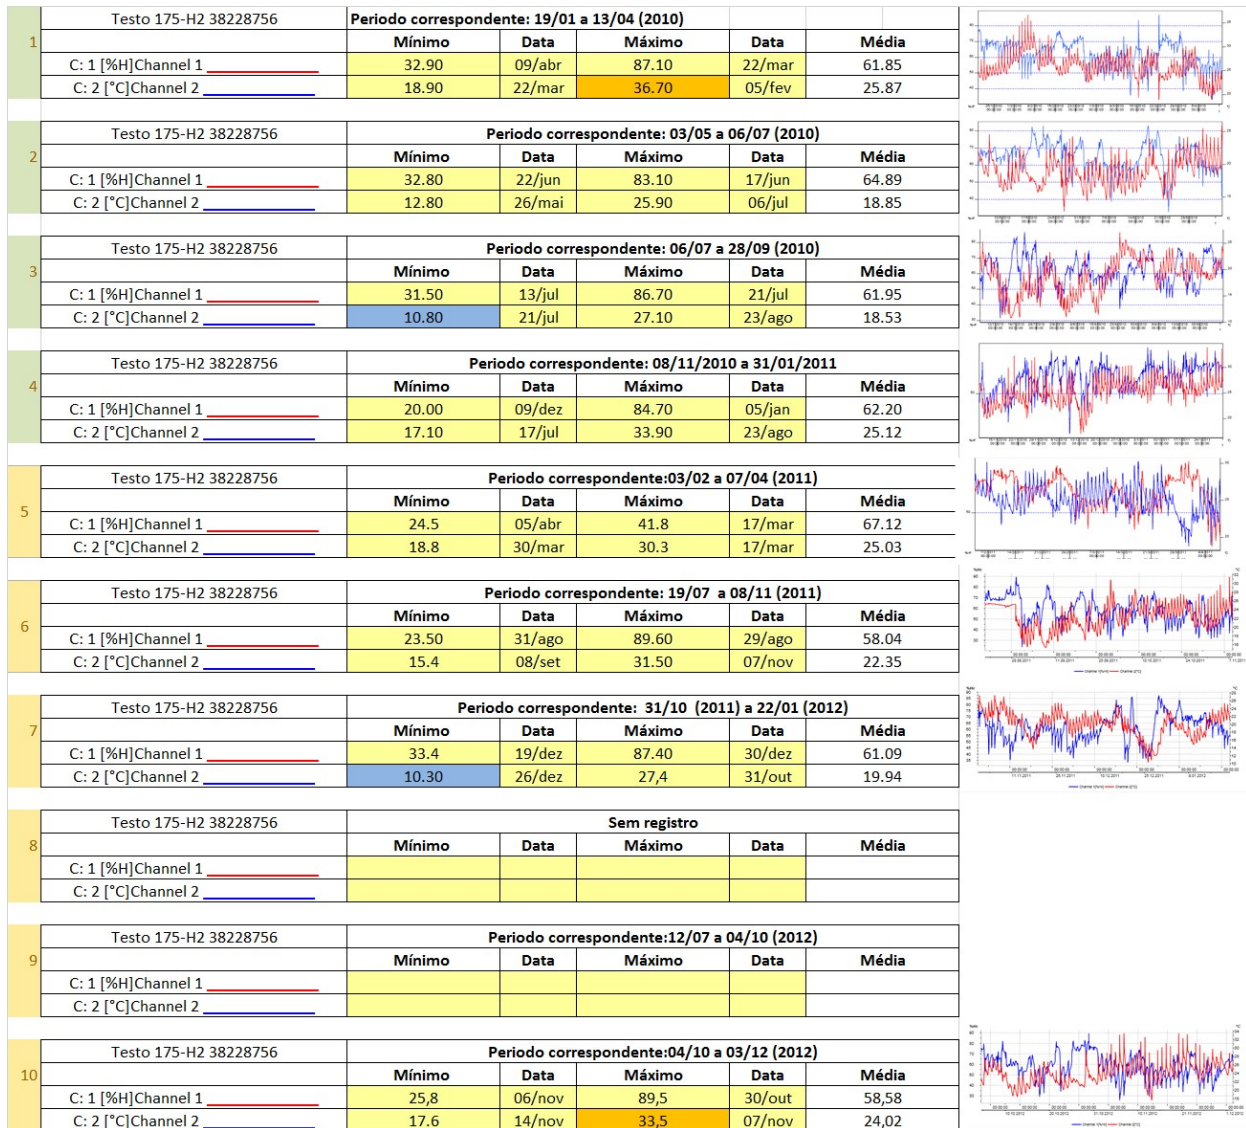 1
Testo 175-H2 38228756 Periodo correspondente: 19/01 a 13/04 (2010)
Mínimo Data Máximo Data Média
C: 1 [%H]Channel 1 32.90 09/abr 87.10 22/mar 61.85
C: 2 [°C]Channel 2 18.90 22/mar 36.70 05/fev 25.87
2
Testo 175-H2 38228756 Periodo correspondente: 03/05 a 06/07 (2010)
Mínimo Data Máximo Data Média
C: 1 [%H]Channel 1 32.80 22/jun 83.10 17/jun 64.89
C: 2 [°C]Channel 2 12.80 26/mai 25.90 06/jul 18.85
3
Testo 175-H2 38228756 Periodo correspondente: 06/07 a 28/09 (2010)
Mínimo Data Máximo Data Média
C: 1 [%H]Channel 1 31.50 13/jul 86.70 21/jul 61.95
C: 2 [°C]Channel 2 10.80 21/jul 27.10 23/ago 18.53
4
Testo 175-H2 38228756 Periodo correspondente: 08/11/2010 a 31/01/2011
Mínimo Data Máximo Data Média
C: 1 [%H]Channel 1 20.00 09/dez 84.70 05/jan 62.20
C: 2 [°C]Channel 2 17.10 17/jul 33.90 23/ago 25.12
5
Testo 175-H2 38228756 Periodo correspondente:03/02 a 07/04 (2011)
Mínimo Data Máximo Data Média
C: 1 [%H]Channel 1 24.5 05/abr 41.8 17/mar 67.12
C: 2 [°C]Channel 2 18.8 30/mar 30.3 17/mar 25.03
6
Testo 175-H2 38228756 Periodo correspondente: 19/07 a 08/11 (2011)
Mínimo Data Máximo Data Média
C: 1 [%H]Channel 1 23.50 31/ago 89.60 29/ago 58.04
C: 2 [°C]Channel 2 15.4 08/set 31.50 07/nov 22.35
7
Testo 175-H2 38228756 Periodo correspondente: 31/10 (2011) a 22/01 (2012)
Mínimo Data Máximo Data Média
C: 1 [%H]Channel 1 33.4 19/dez 87.40 30/dez 61.09
C: 2 [°C]Channel 2 10.30 26/dez 27,4 31/out 19.94
8
Testo 175-H2 38228756 Sem registro
Mínimo Data Máximo Data Média
C: 1 [%H]Channel 1
C: 2 [°C]Channel 2
9
Testo 175-H2 38228756 Periodo correspondente:12/07 a 04/10 (2012)
Mínimo Data Máximo Data Média
C: 1 [%H]Channel 1
C: 2 [°C]Channel 2
10
Testo 175-H2 38228756 Periodo correspondente:04/10 a 03/12 (2012)
Mínimo Data Máximo Data Média
C: 1 [%H]Channel 1 25,8 06/nov 89,5 30/out 58,58
C: 2 [°C]Channel 2 17.6 14/nov 33,5 07/nov 24,02